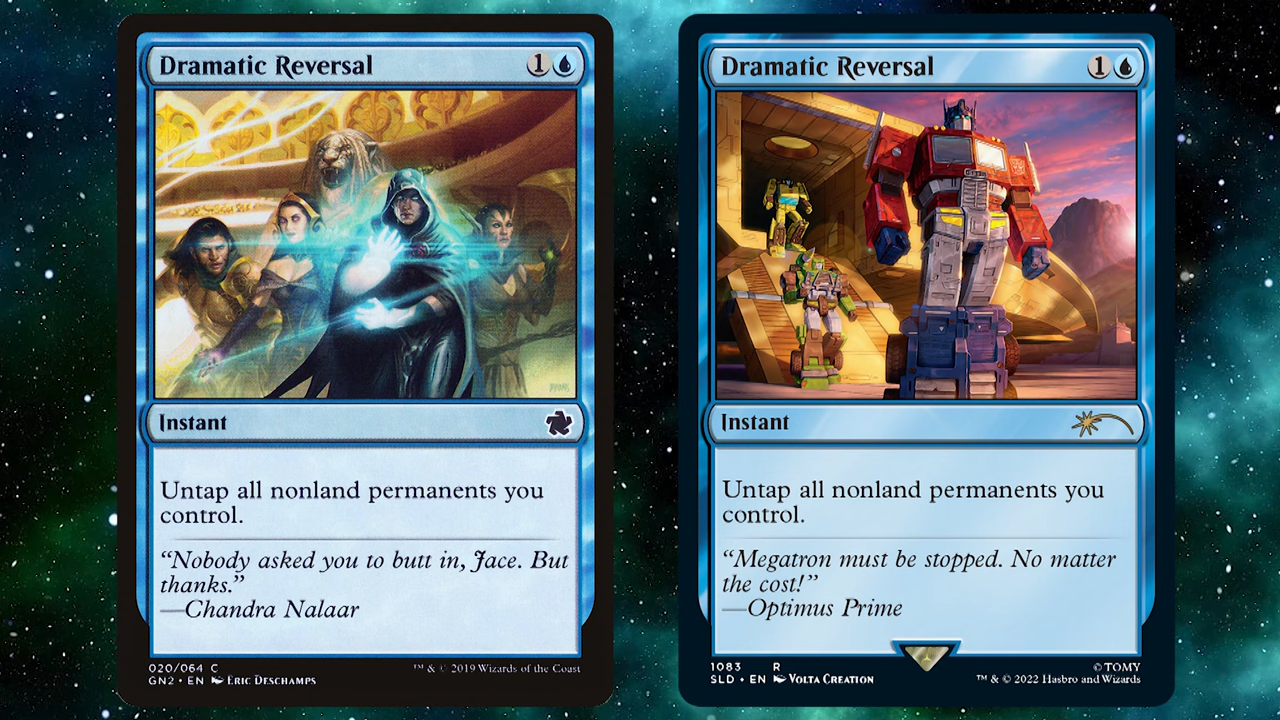 Dramatic Reversal 1
Instant
Untap all nonland permanents you
control.
“Nobody asked you to butt in, Jace. But
thanks.”
—Chandra Nalaar
020/064 C
GN2 • EN Eric Deschamps
™ & © 2019 Wizards of the Coast
Dramatic Reversal 1
Instant
Untap all nonland permanents you
control.
“Megatron must be stopped. No matter
the cost!”
—Optimus Prime
1083 R
SLD • EN Volta Creation
© TOMY
™ & © 2022 Hasbro and Wizards